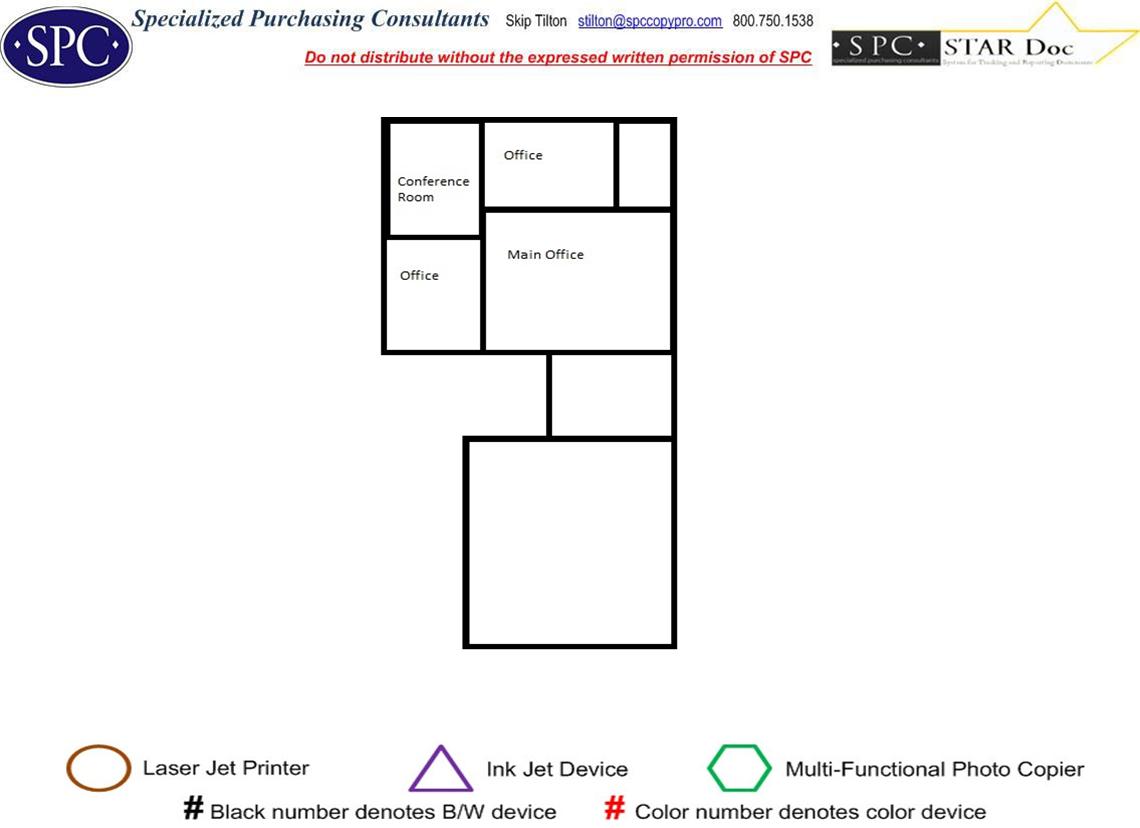 SPC
Specialized Purchasing Consultants Skip Tilton stilton@spccopypro.com 800.750.1538
Do not distribute without the expressed written permission of SPC
· SPC · STAR Doc
specialized purchasing consultants System for Tracking and Reporting Documents
Office
Conference
Room
Main Office
Office
Laser Jet Printer
Ink Jet Device
Multi-Functional Photo Copier
# Black number denotes B/W device
# Color number denotes color device